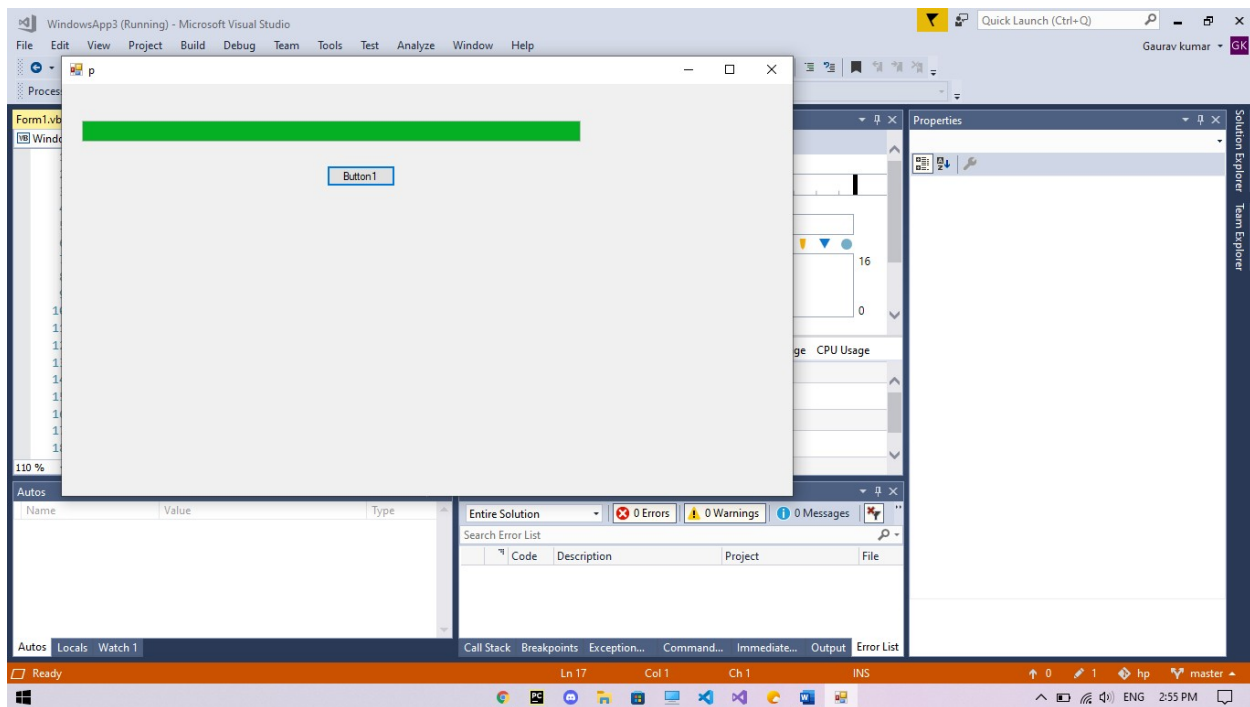 WindowsApp3 (Running) - Microsoft Visual Studio
Quick Launch (Ctrl+Q)
File Edit View Project Build Debug Team Tools Test Analyze Window Help
Gaurav kumar GK
p
Proces
Form1.vb
Properties
VB Windo
Button1
Solution Explorer
Team Explorer
16
0
ge CPU Usage
110 %
Autos
Name Value Type
Entire Solution 0 Errors 0 Warnings 0 Messages
Search Error List
Code Description Project File
Autos Locals Watch 1
Call Stack Breakpoints Exception... Command... Immediate... Output Error List
Ready Ln 17 Col 1 Ch 1 INS 0 1 hp master
ENG 2:55 PM